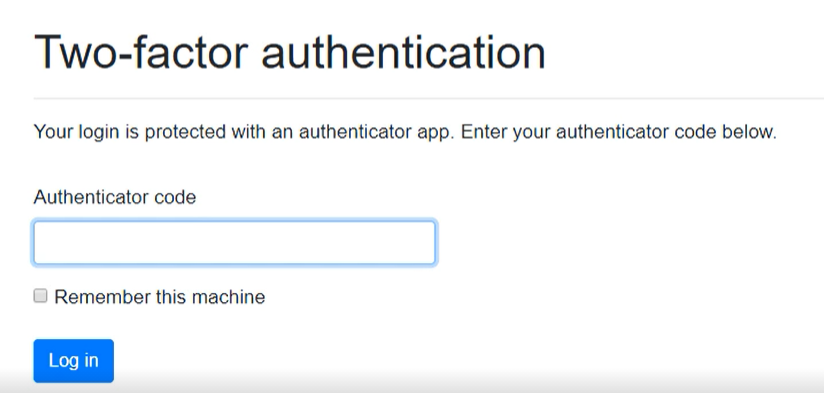 Two-factor authentication
Your login is protected with an authenticator app. Enter your authenticator code below.
Authenticator code
Remember this machine
Log in